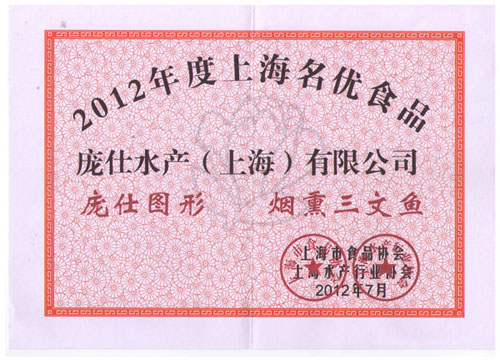 2012年度上海名优食品
庞仕水产（上海）有限公司
庞仕图形 烟熏三文鱼
上海市食品协会
上海水产行业协会
2012年7月